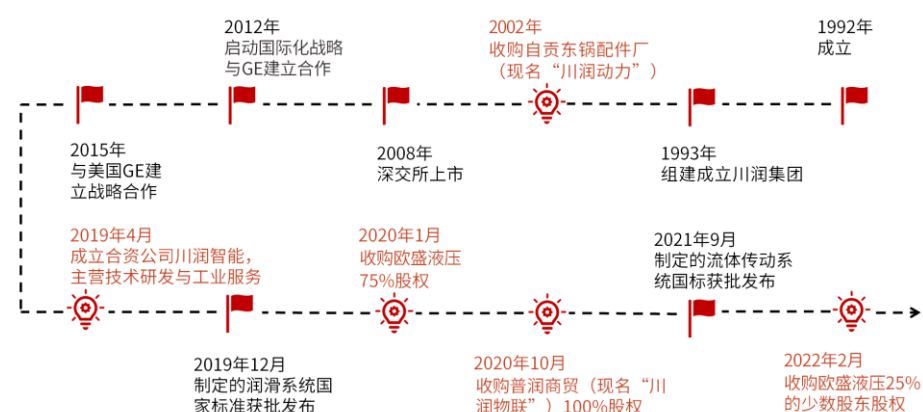 2012年
启动国际化战略
与GE建立合作
2002年
收购自贡东锅配件厂
（现名“川润动力”）
1992年
成立
2015年
与美国GE建
立战略合作
2008年
深交所上市
1993年
组建成立川润集团
2019年4月
成立合资公司川润智能，
主营技术研发与工业服务
2020年1月
收购欧盛液压
75%股权
2021年9月
制定的流体传动系
统国标获批发布
2019年12月
制定的润滑系统国
家标准获批发布
2020年10月
收购普润商贸（现名“川
润物联”）100%股权
2022年2月
收购欧盛液压25%
的少数股东股权